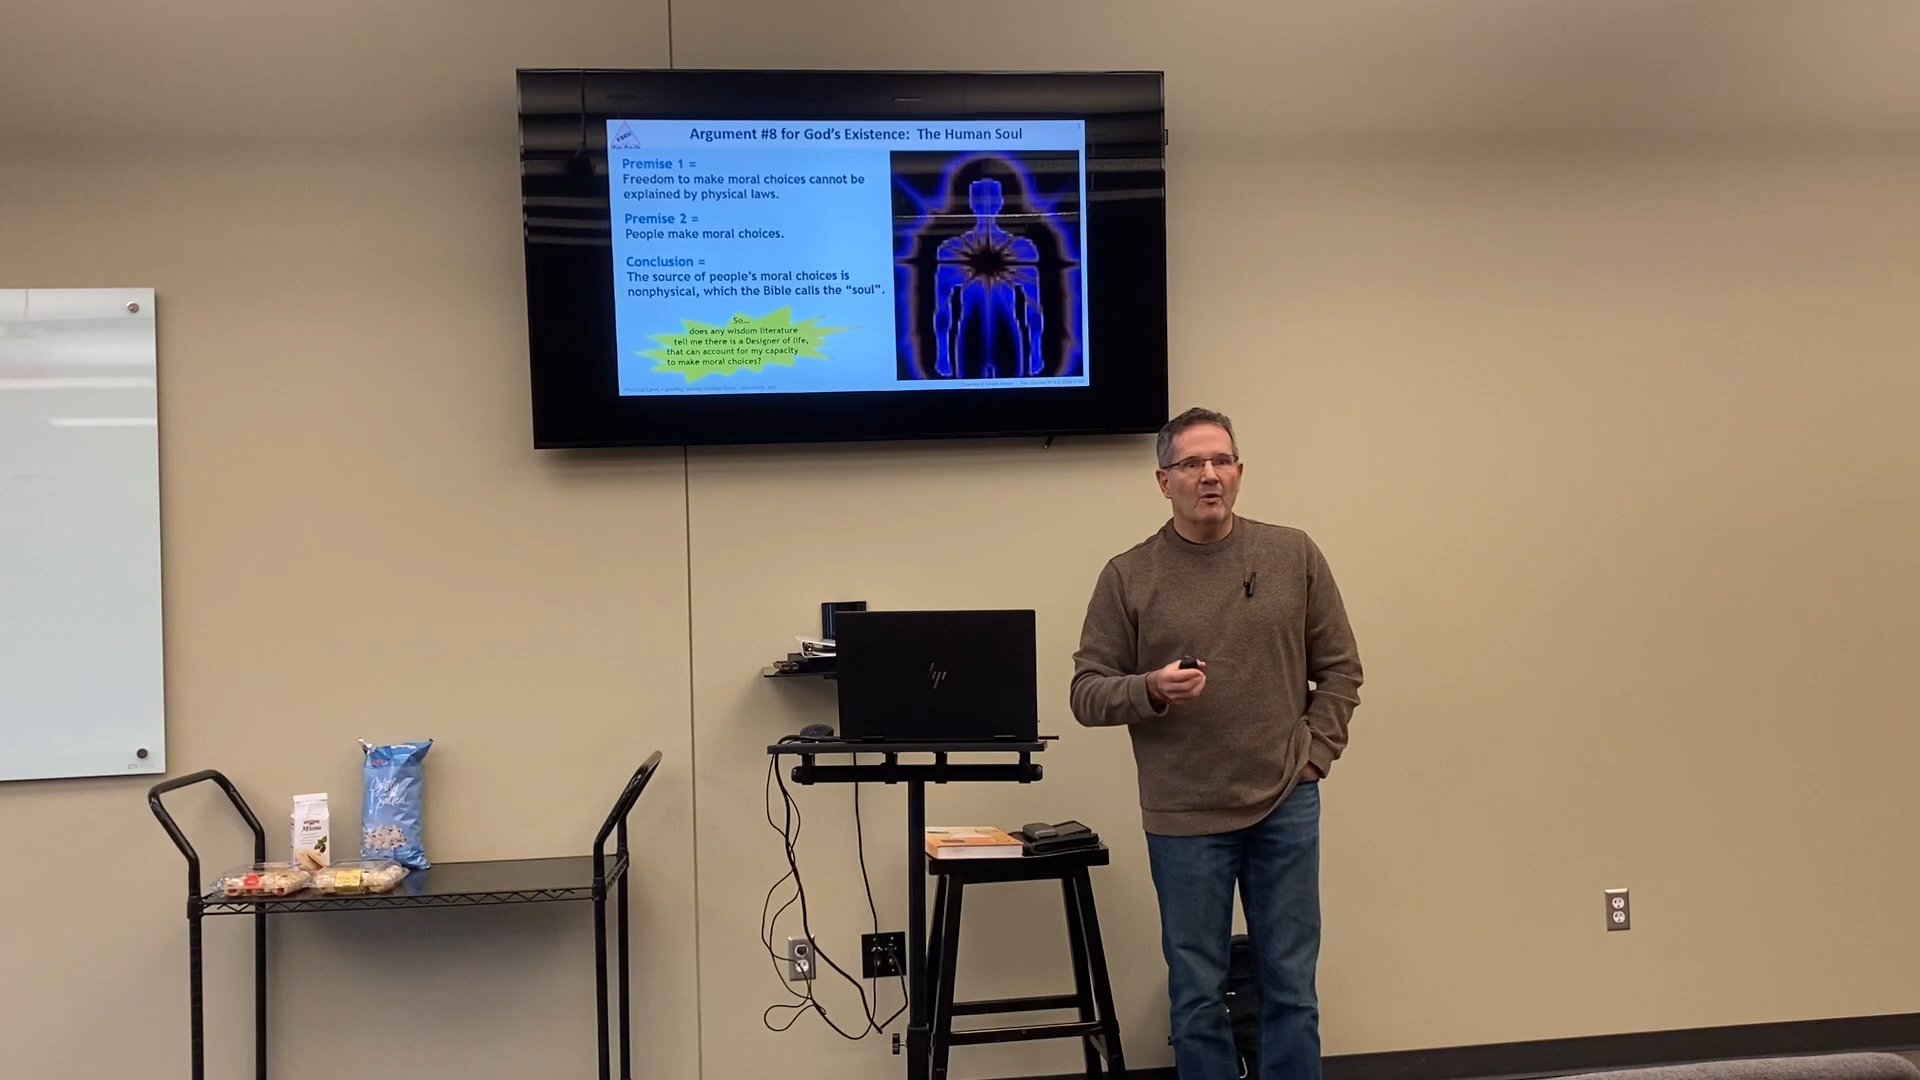 Argument #8 for God's Existence: The Human Soul
Premise 1 =
Freedom to make moral choices cannot be
explained by physical laws.
Premise 2 =
People make moral choices.
Conclusion =
The source of people's moral choices is
nonphysical, which the Bible calls the “soul”.
So...
does any wisdom literature
tell me there is a Designer of life,
that can account for my capacity
to make moral choices?
hp
Milano
Lightly
Salted